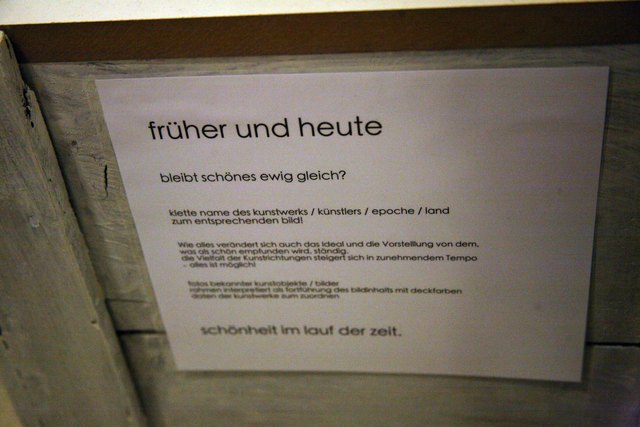 früher und heute
bleibt schönes ewig gleich?
klette name des kunstwerks / künstlers / epoche / land
zum entsprechenden bild!
Wie alles verändert sich auch das Ideal und die Vorstellung von dem,
was als schön empfunden wird, ständig.
die Vielfalt der Kunstrichtungen steigert sich in zunehmendem Tempo
- alles ist möglich!
fotos bekannter kunstobjekte / bilder
rahmen interpretiert als fortführung des bildinhalts mit deckfarben
daten der kunstwerke zum zuordnen
schönheit im lauf der zeit.